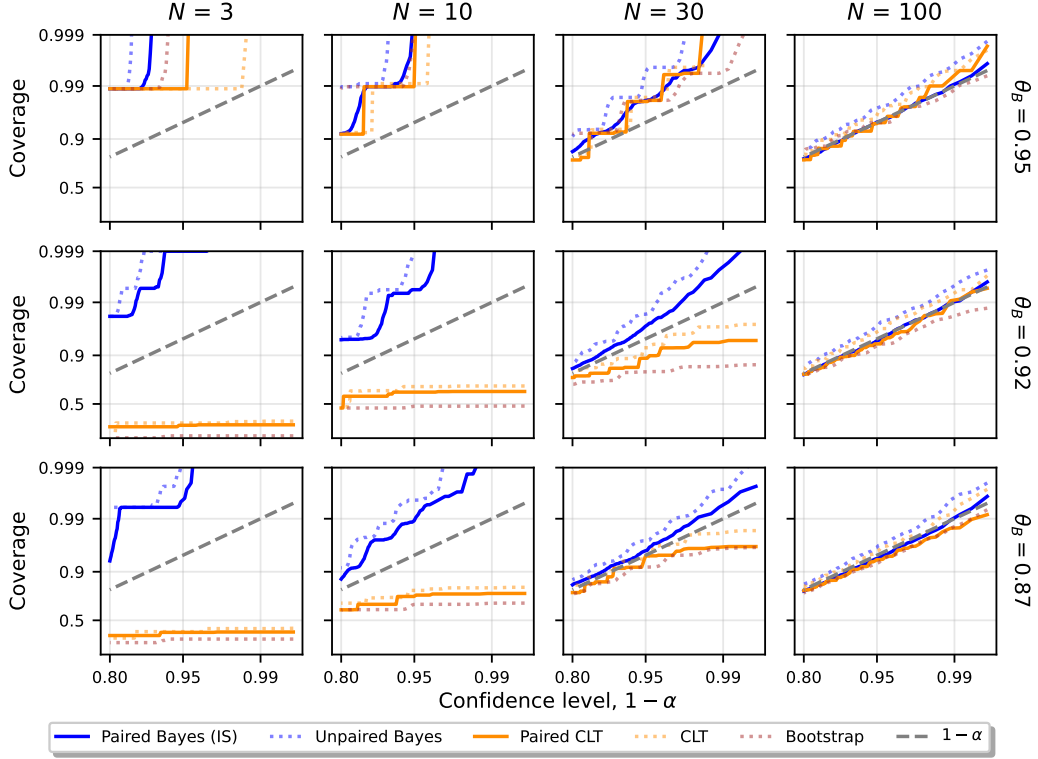 N = 3 N = 10 N = 30 N = 100
0.999
0.99
0.9
0.5
Coverage
θ_B = 0.95
0.999
0.99
0.9
0.5
Coverage
θ_B = 0.92
0.999
0.99
0.9
0.5
Coverage
θ_B = 0.87
0.80 0.95 0.99 0.80 0.95 0.99 0.80 0.95 0.99 0.80 0.95 0.99
Confidence level, 1 − α
Paired Bayes (IS) Unpaired Bayes Paired CLT CLT Bootstrap 1 − α